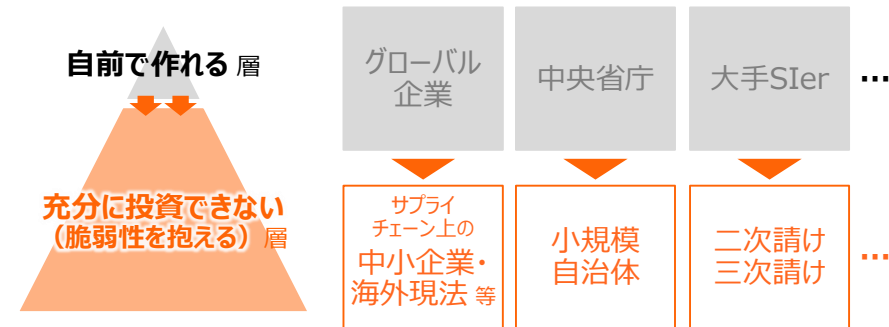 自前で作れる 層
充分に投資できない
（脆弱性を抱える）層
グローバル
企業
中央省庁
大手SIer
…
サプライ
チェーン上の
中小企業・
海外現法 等
小規模
自治体
二次請け
三次請け
…